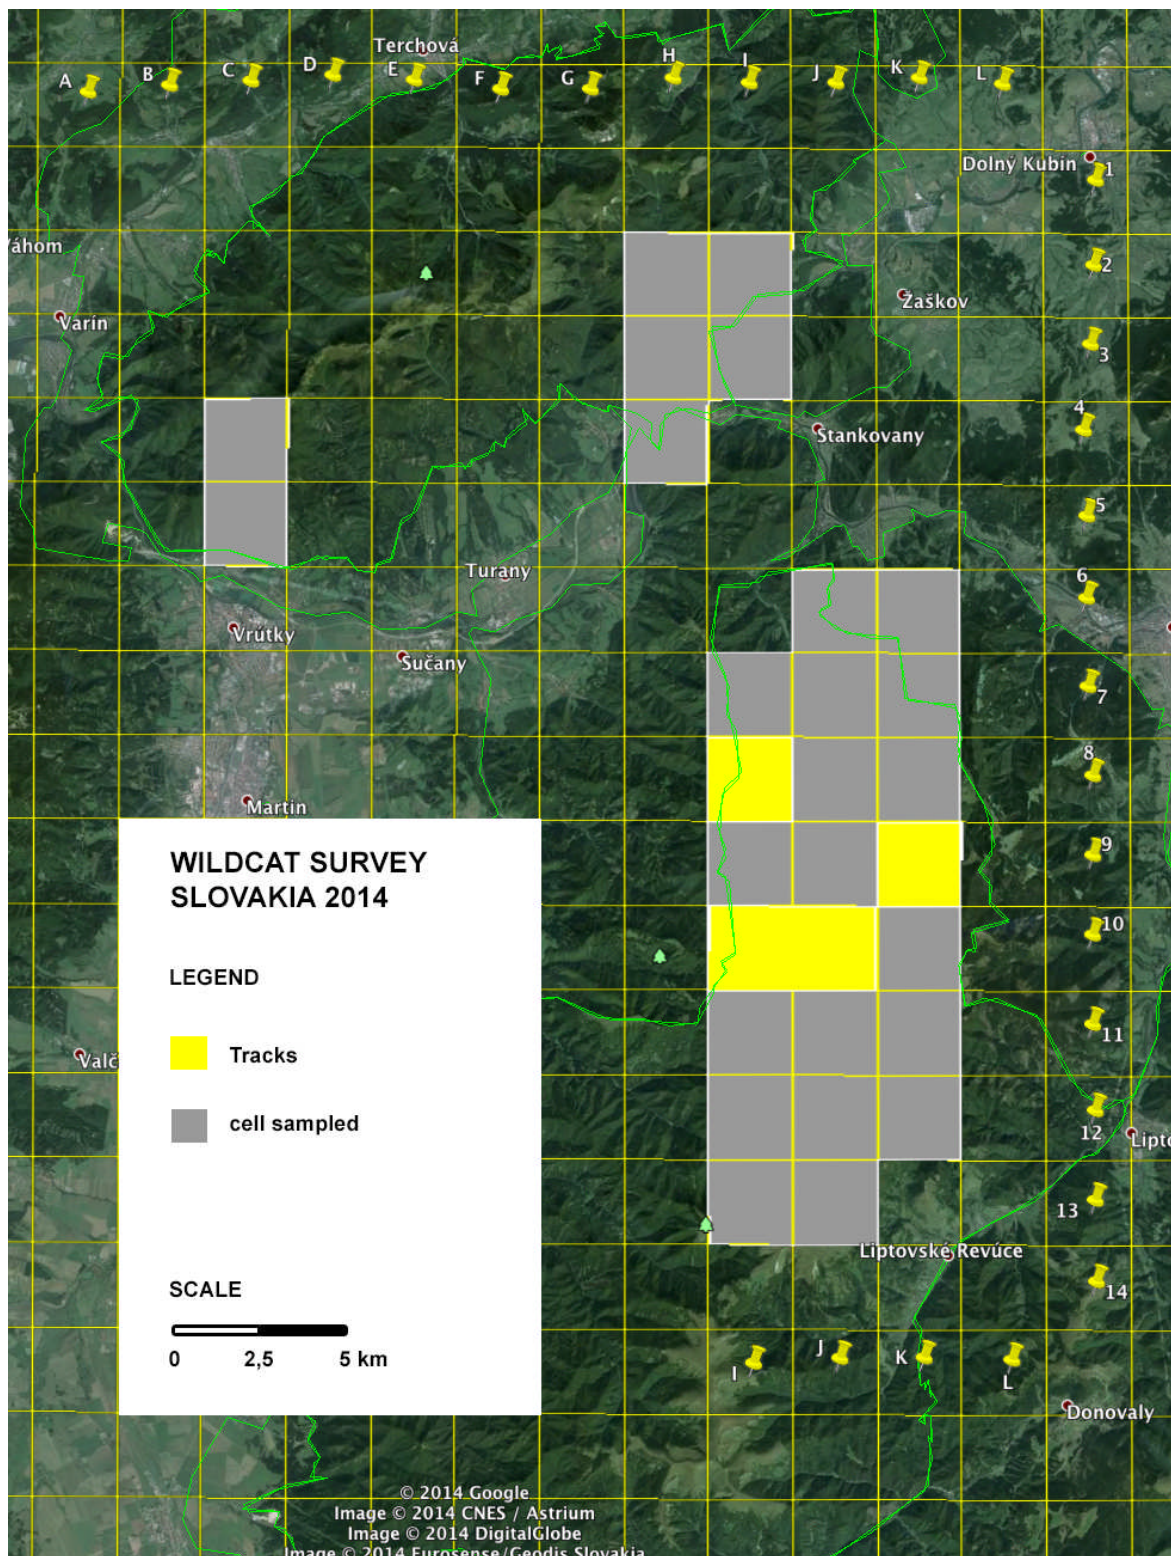 Terchová
A
B
C
D
E
F
G
H
I
J
K
L
Dolný Kubín
1
Váhom
2
Žaškov
Varín
3
4
Stankovany
5
Turany
6
Vrútky
Sučany
7
8
Martin
9
WILDCAT SURVEY
SLOVAKIA 2014
10
LEGEND
11
Tracks
Valč
cell sampled
12
Lipto
13
Liptovské Revúce
SCALE
14
0 2,5 5 km
I
J
K
L
Donovaly
© 2014 Google
Image © 2014 CNES / Astrium
Image © 2014 DigitalGlobe
Image © 2014 Eurosense/Geodis Slovakia